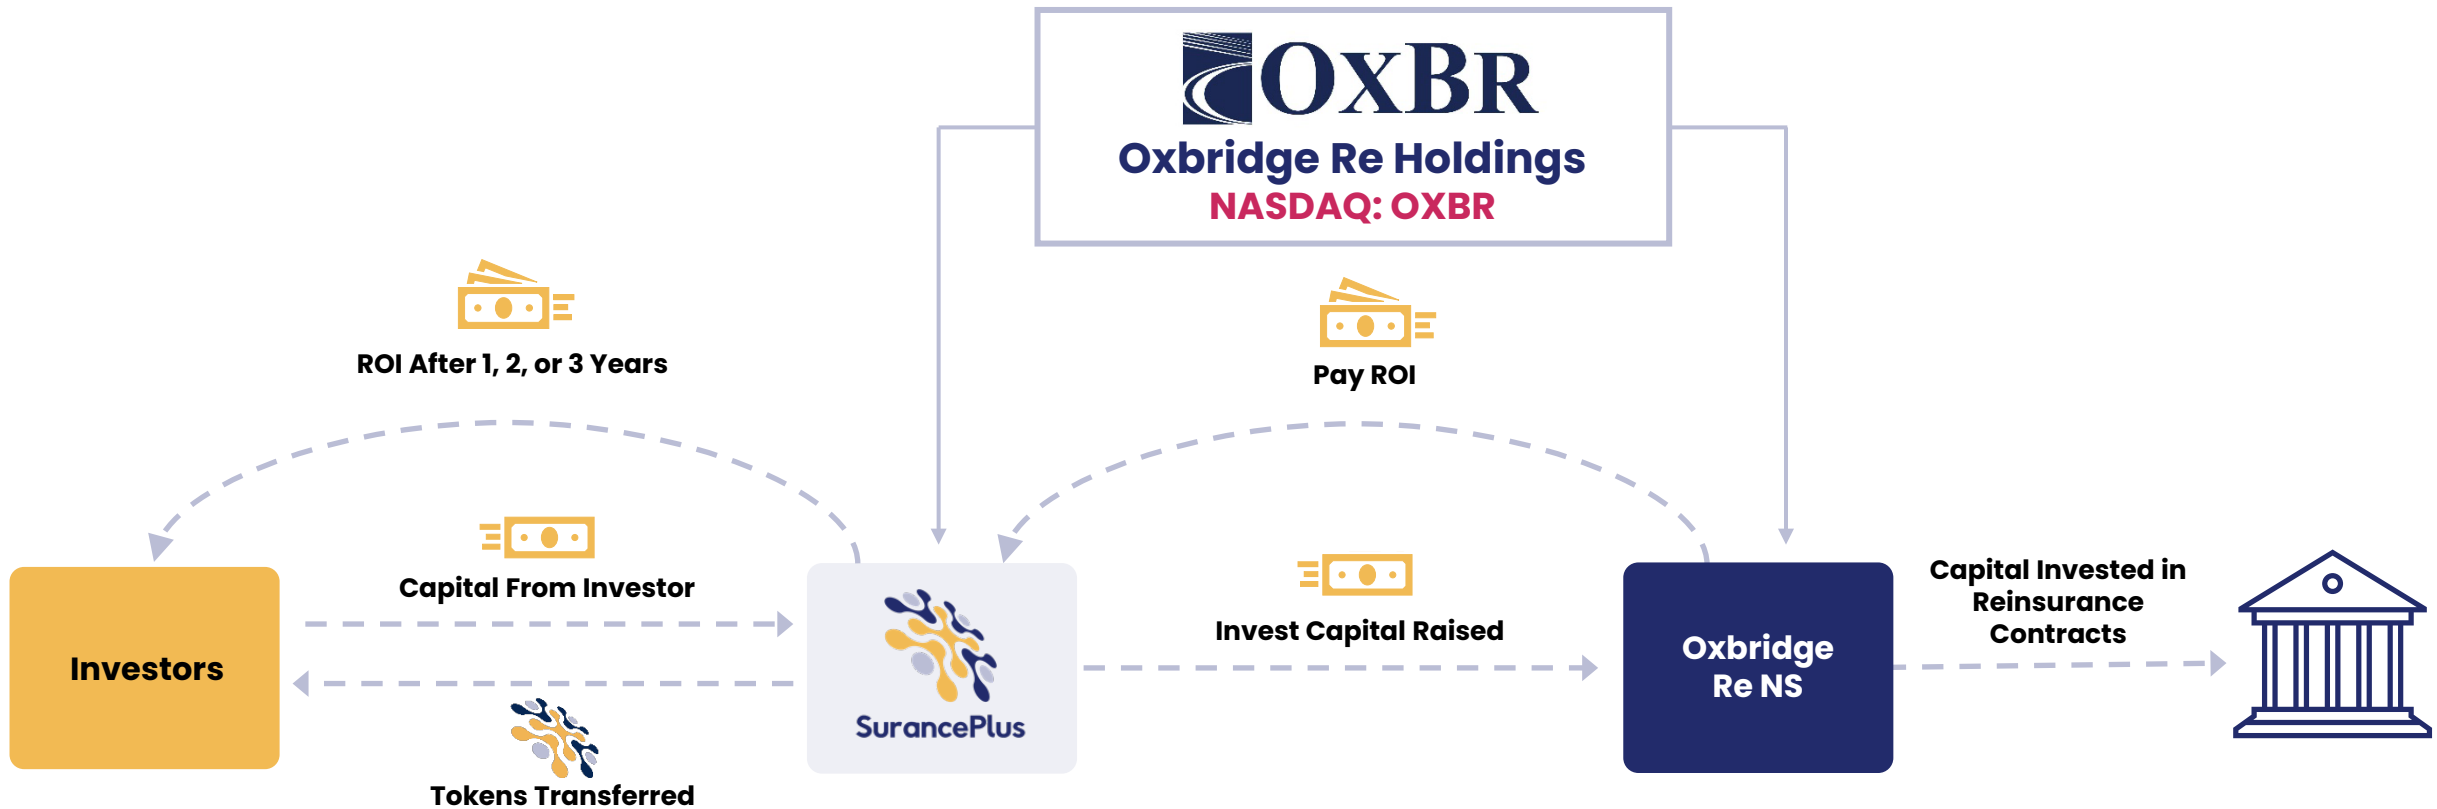 OXBR
Oxbridge Re Holdings
NASDAQ: OXBR
ROI After 1, 2, or 3 Years
Pay ROI
Capital From Investor
Invest Capital Raised
Capital Invested in
Reinsurance
Contracts
Investors
SurancePlus
Oxbridge
Re NS
Tokens Transferred